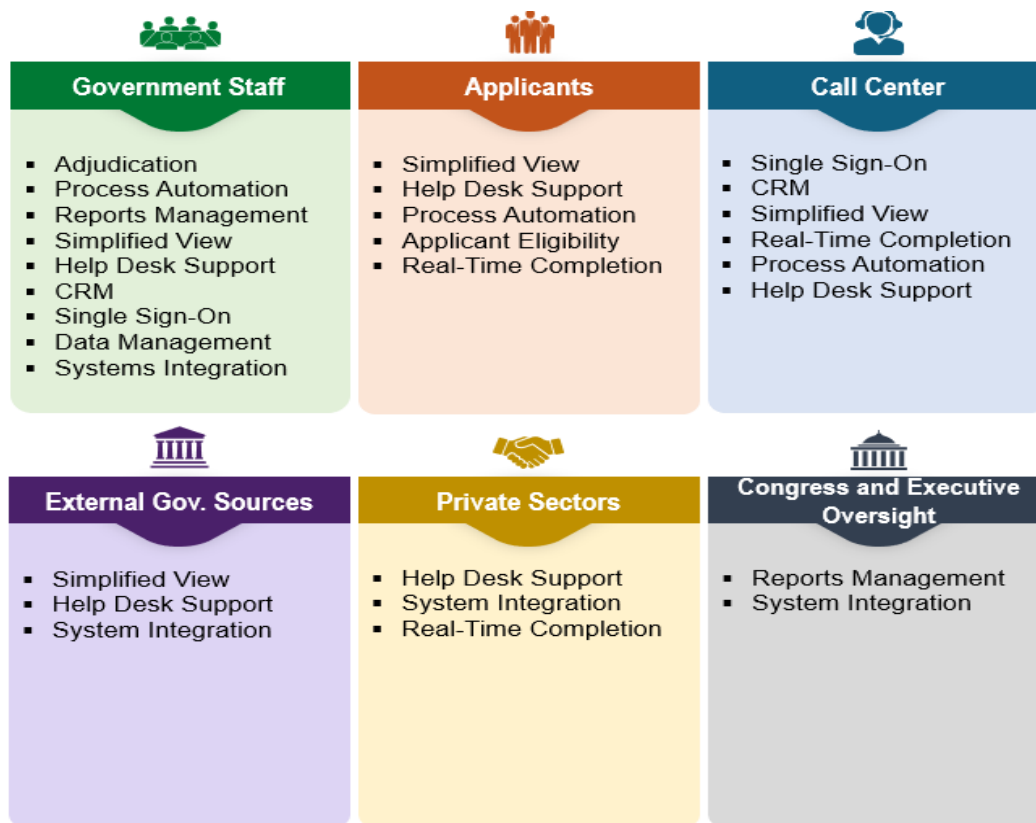 Government Staff
▪ Adjudication
▪ Process Automation
▪ Reports Management
▪ Simplified View
▪ Help Desk Support
▪ CRM
▪ Single Sign-On
▪ Data Management
▪ Systems Integration
Applicants
▪ Simplified View
▪ Help Desk Support
▪ Process Automation
▪ Applicant Eligibility
▪ Real-Time Completion
Call Center
▪ Single Sign-On
▪ CRM
▪ Simplified View
▪ Real-Time Completion
▪ Process Automation
▪ Help Desk Support
External Gov. Sources
▪ Simplified View
▪ Help Desk Support
▪ System Integration
Private Sectors
▪ Help Desk Support
▪ System Integration
▪ Real-Time Completion
Congress and Executive
Oversight
▪ Reports Management
▪ System Integration